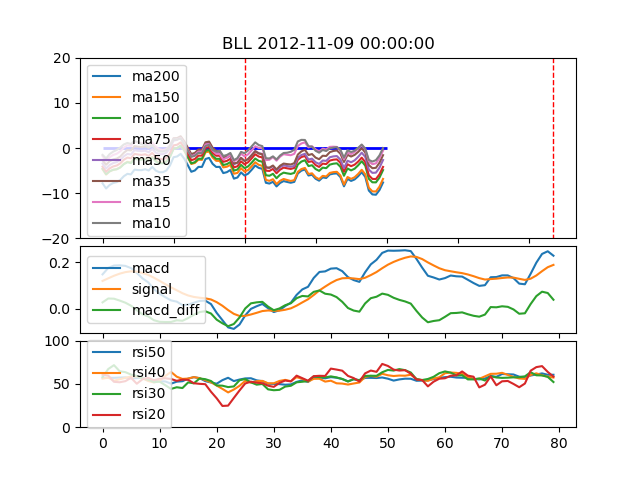 BLL 2012-11-09 00:00:00
20
10
0
−10
−20
ma200
ma150
ma100
ma75
ma50
ma35
ma15
ma10
0.2
0.0
macd
signal
macd_diff
100
50
0
rsi50
rsi40
rsi30
rsi20
0 10 20 30 40 50 60 70 80